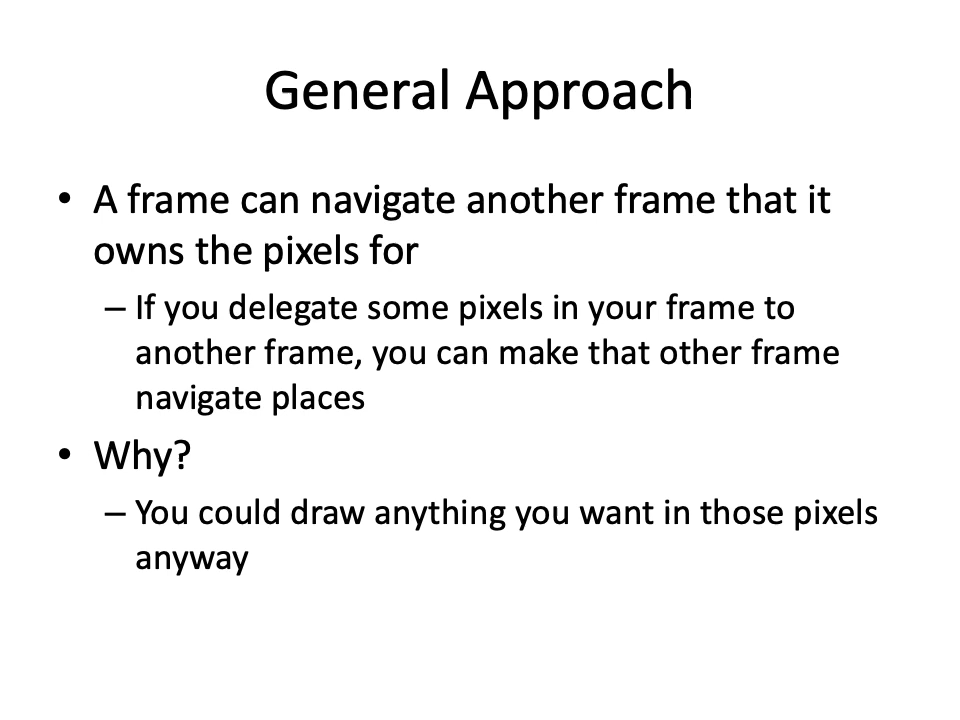 General Approach
• A frame can navigate another frame that it
owns the pixels for
– If you delegate some pixels in your frame to
another frame, you can make that other frame
navigate places
• Why?
– You could draw anything you want in those pixels
anyway